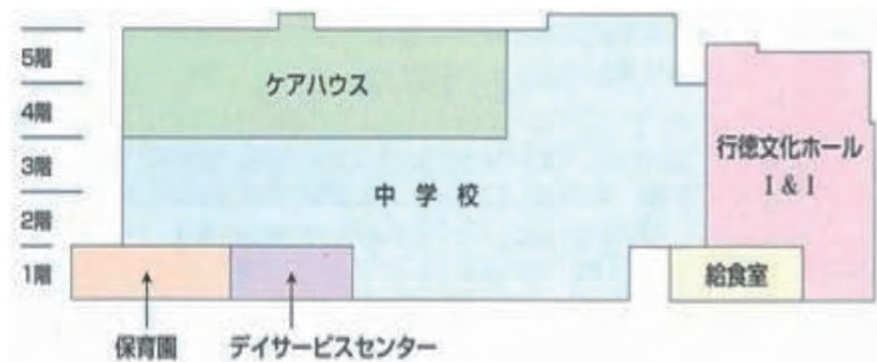 5階
4階
3階
2階
1階
ケアハウス
中学校
行徳文化ホール
I & I
給食室
保育園
デイサービスセンター